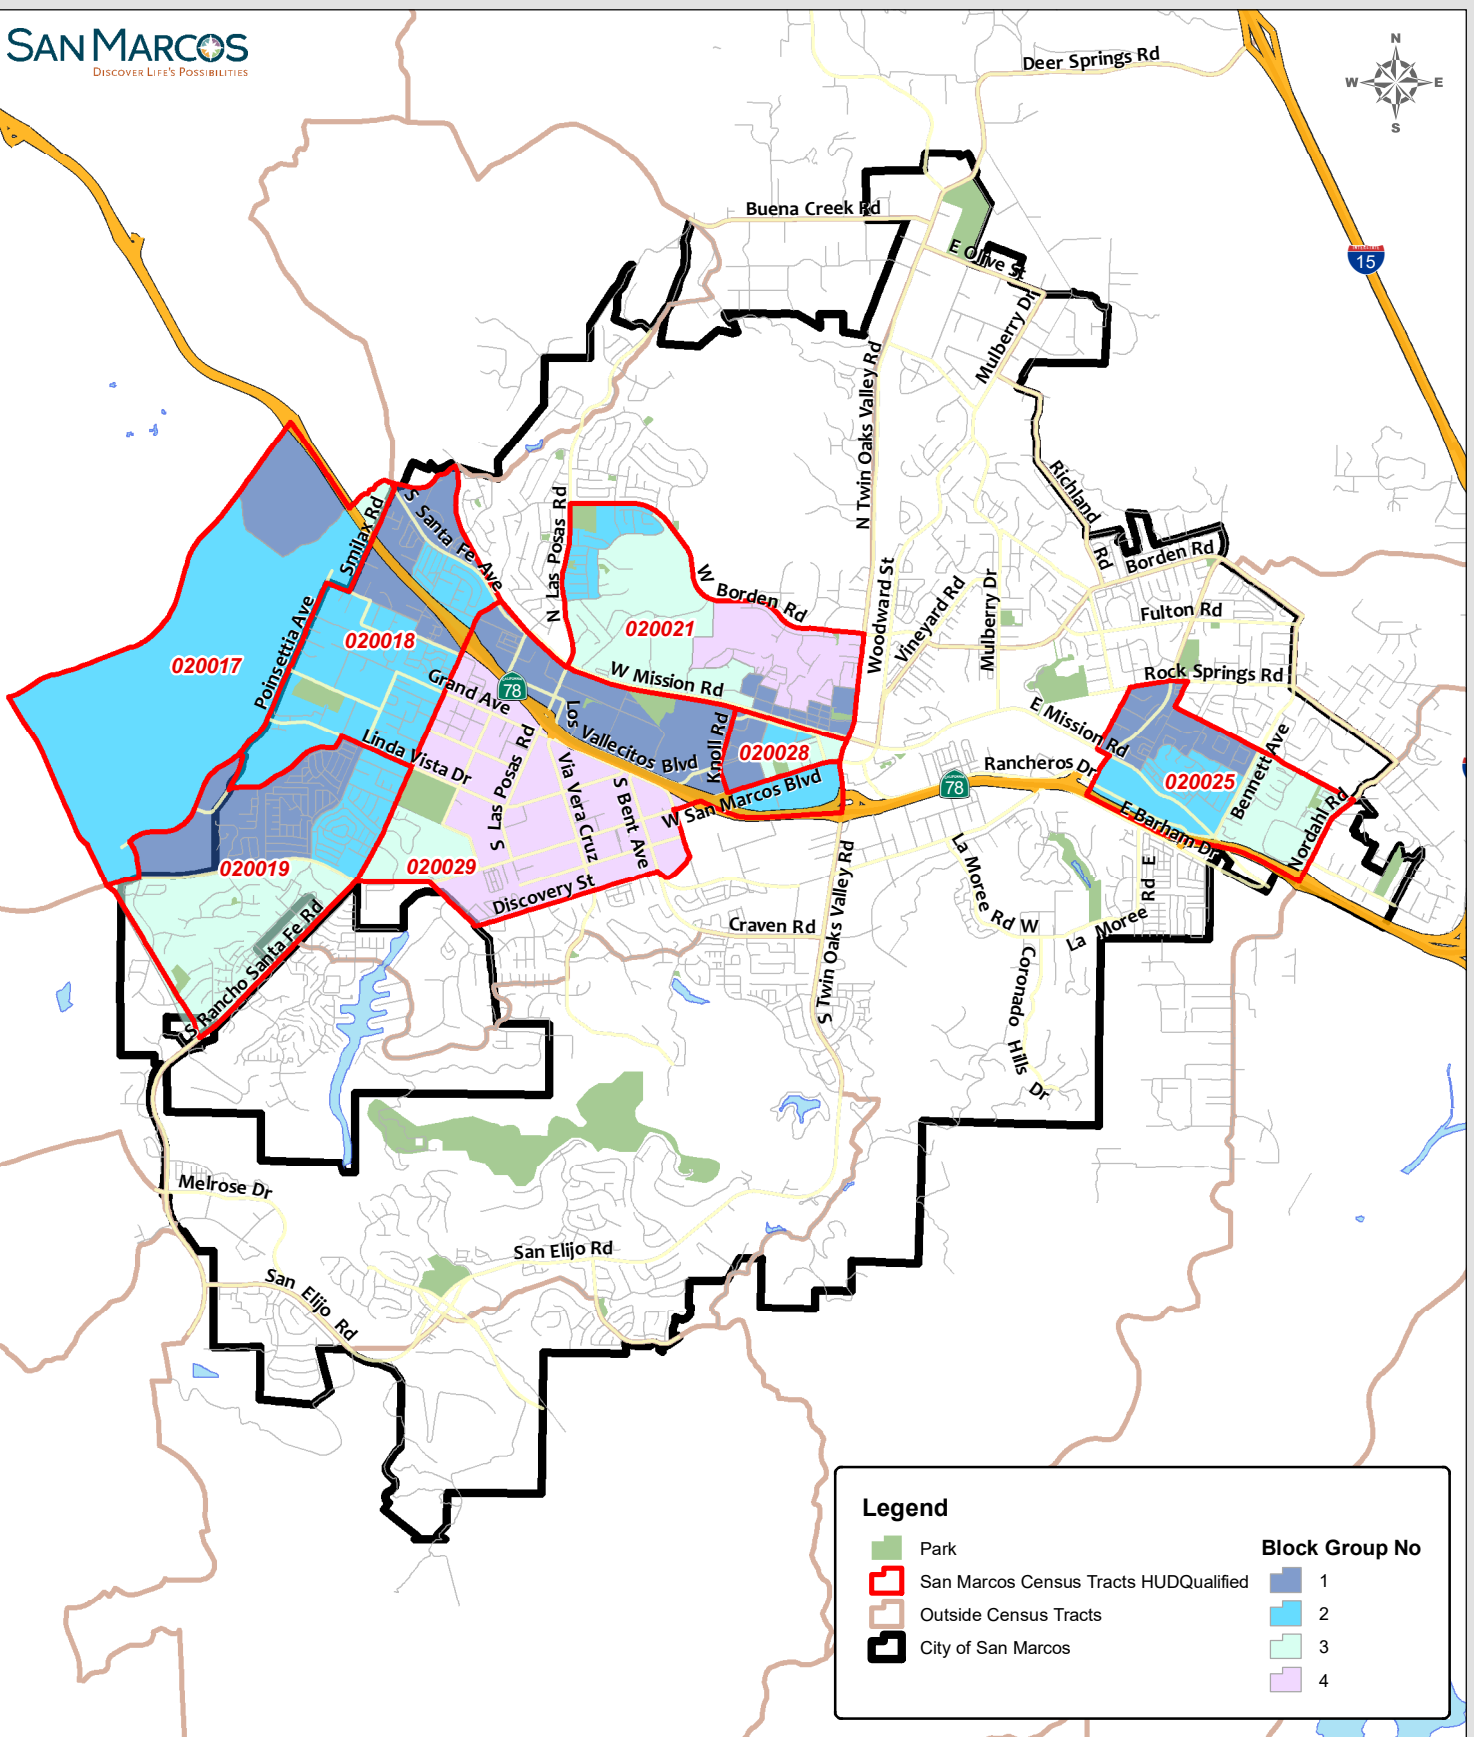 SAN MARCOS
DISCOVER LIFE'S POSSIBILITIES
N
W
E
S
Deer Springs Rd
INTERSTATE
15
Buena Creek Rd
E Olive St
Mulberry Dr
N Twin Oaks Valley Rd
Richland Rd
Borden Rd
Fulton Rd
Rock Springs Rd
Smilax Rd
S Santa Fe Ave
N Las Posas Rd
W Borden Rd
Woodward St
Vineyard Rd
Mulberry Dr
020017
020018
020021
Poinsettia Ave
Grand Ave
CALIFORNIA
78
W Mission Rd
Los Vallecitos Blvd
Knoll Rd
020028
E Mission Rd
Bennett Ave
Linda Vista Dr
S Las Posas Rd
Via Vera Cruz
S Bent Ave
W San Marcos Blvd
CALIFORNIA
78
Rancheros Dr
020025
E Barham Dr
Nordahl Rd
020019
020029
Discovery St
S Rancho Santa Fe Rd
Craven Rd
S Twin Oaks Valley Rd
La Moree Rd
W La Moree Rd E
Coronado Hills Dr
Melrose Dr
San Elijo Rd
San Elijo Rd
Legend
Park
San Marcos Census Tracts HUDQualified
Outside Census Tracts
City of San Marcos
Block Group No
1
2
3
4